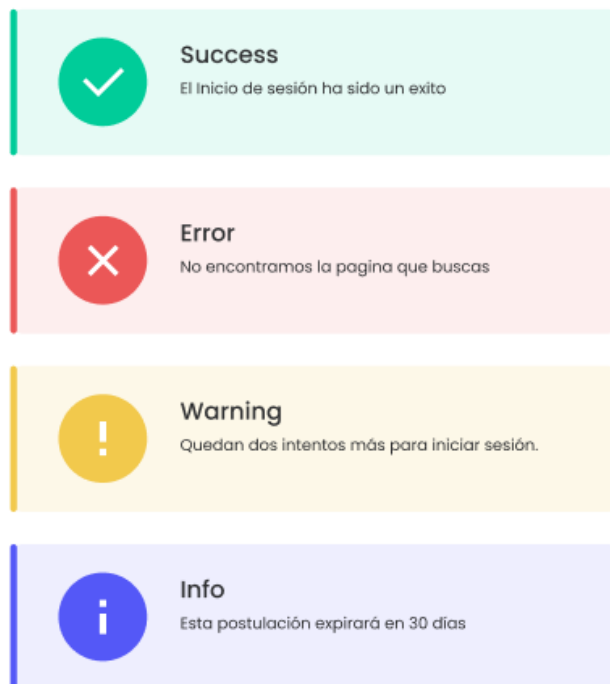 Success
El Inicio de sesión ha sido un exito
Error
No encontramos la pagina que buscas
Warning
Quedan dos intentos más para iniciar sesión.
Info
Esta postulación expirará en 30 días